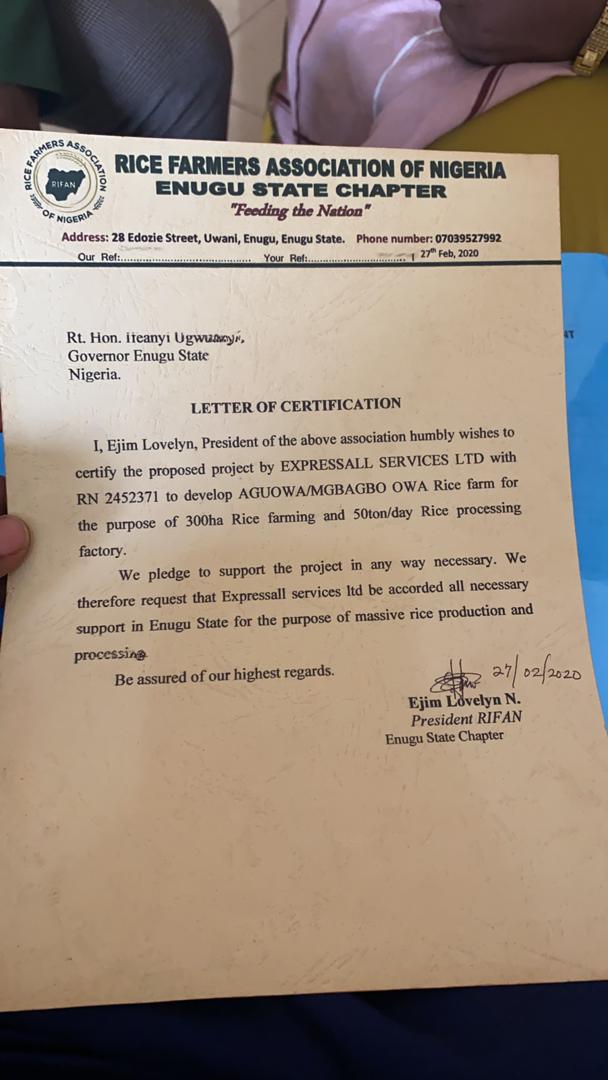 RICE FARMERS ASSOCIATION OF NIGERIA
RIFAN
RICE FARMERS ASSOCIATION OF NIGERIA
ENUGU STATE CHAPTER
"Feeding the Nation"
Address: 28 Edozie Street, Uwani, Enugu, Enugu State. Phone number: 07039527992
Our Ref:.................................... Your Ref:........................... 27th Feb, 2020
Rt. Hon. Ifeanyi Ugwuanyi,
Governor Enugu State
Nigeria.
LETTER OF CERTIFICATION
I, Ejim Lovelyn, President of the above association humbly wishes to
certify the proposed project by EXPRESSALL SERVICES LTD with
RN 2452371 to develop AGUOWA/MGBAGBO OWA Rice farm for
the purpose of 300ha Rice farming and 50ton/day Rice processing
factory.
We pledge to support the project in any way necessary. We
therefore request that Expressall services ltd be accorded all necessary
support in Enugu State for the purpose of massive rice production and
processing.
Be assured of our highest regards.
27/02/2020
Ejim Lovelyn N.
President RIFAN
Enugu State Chapter